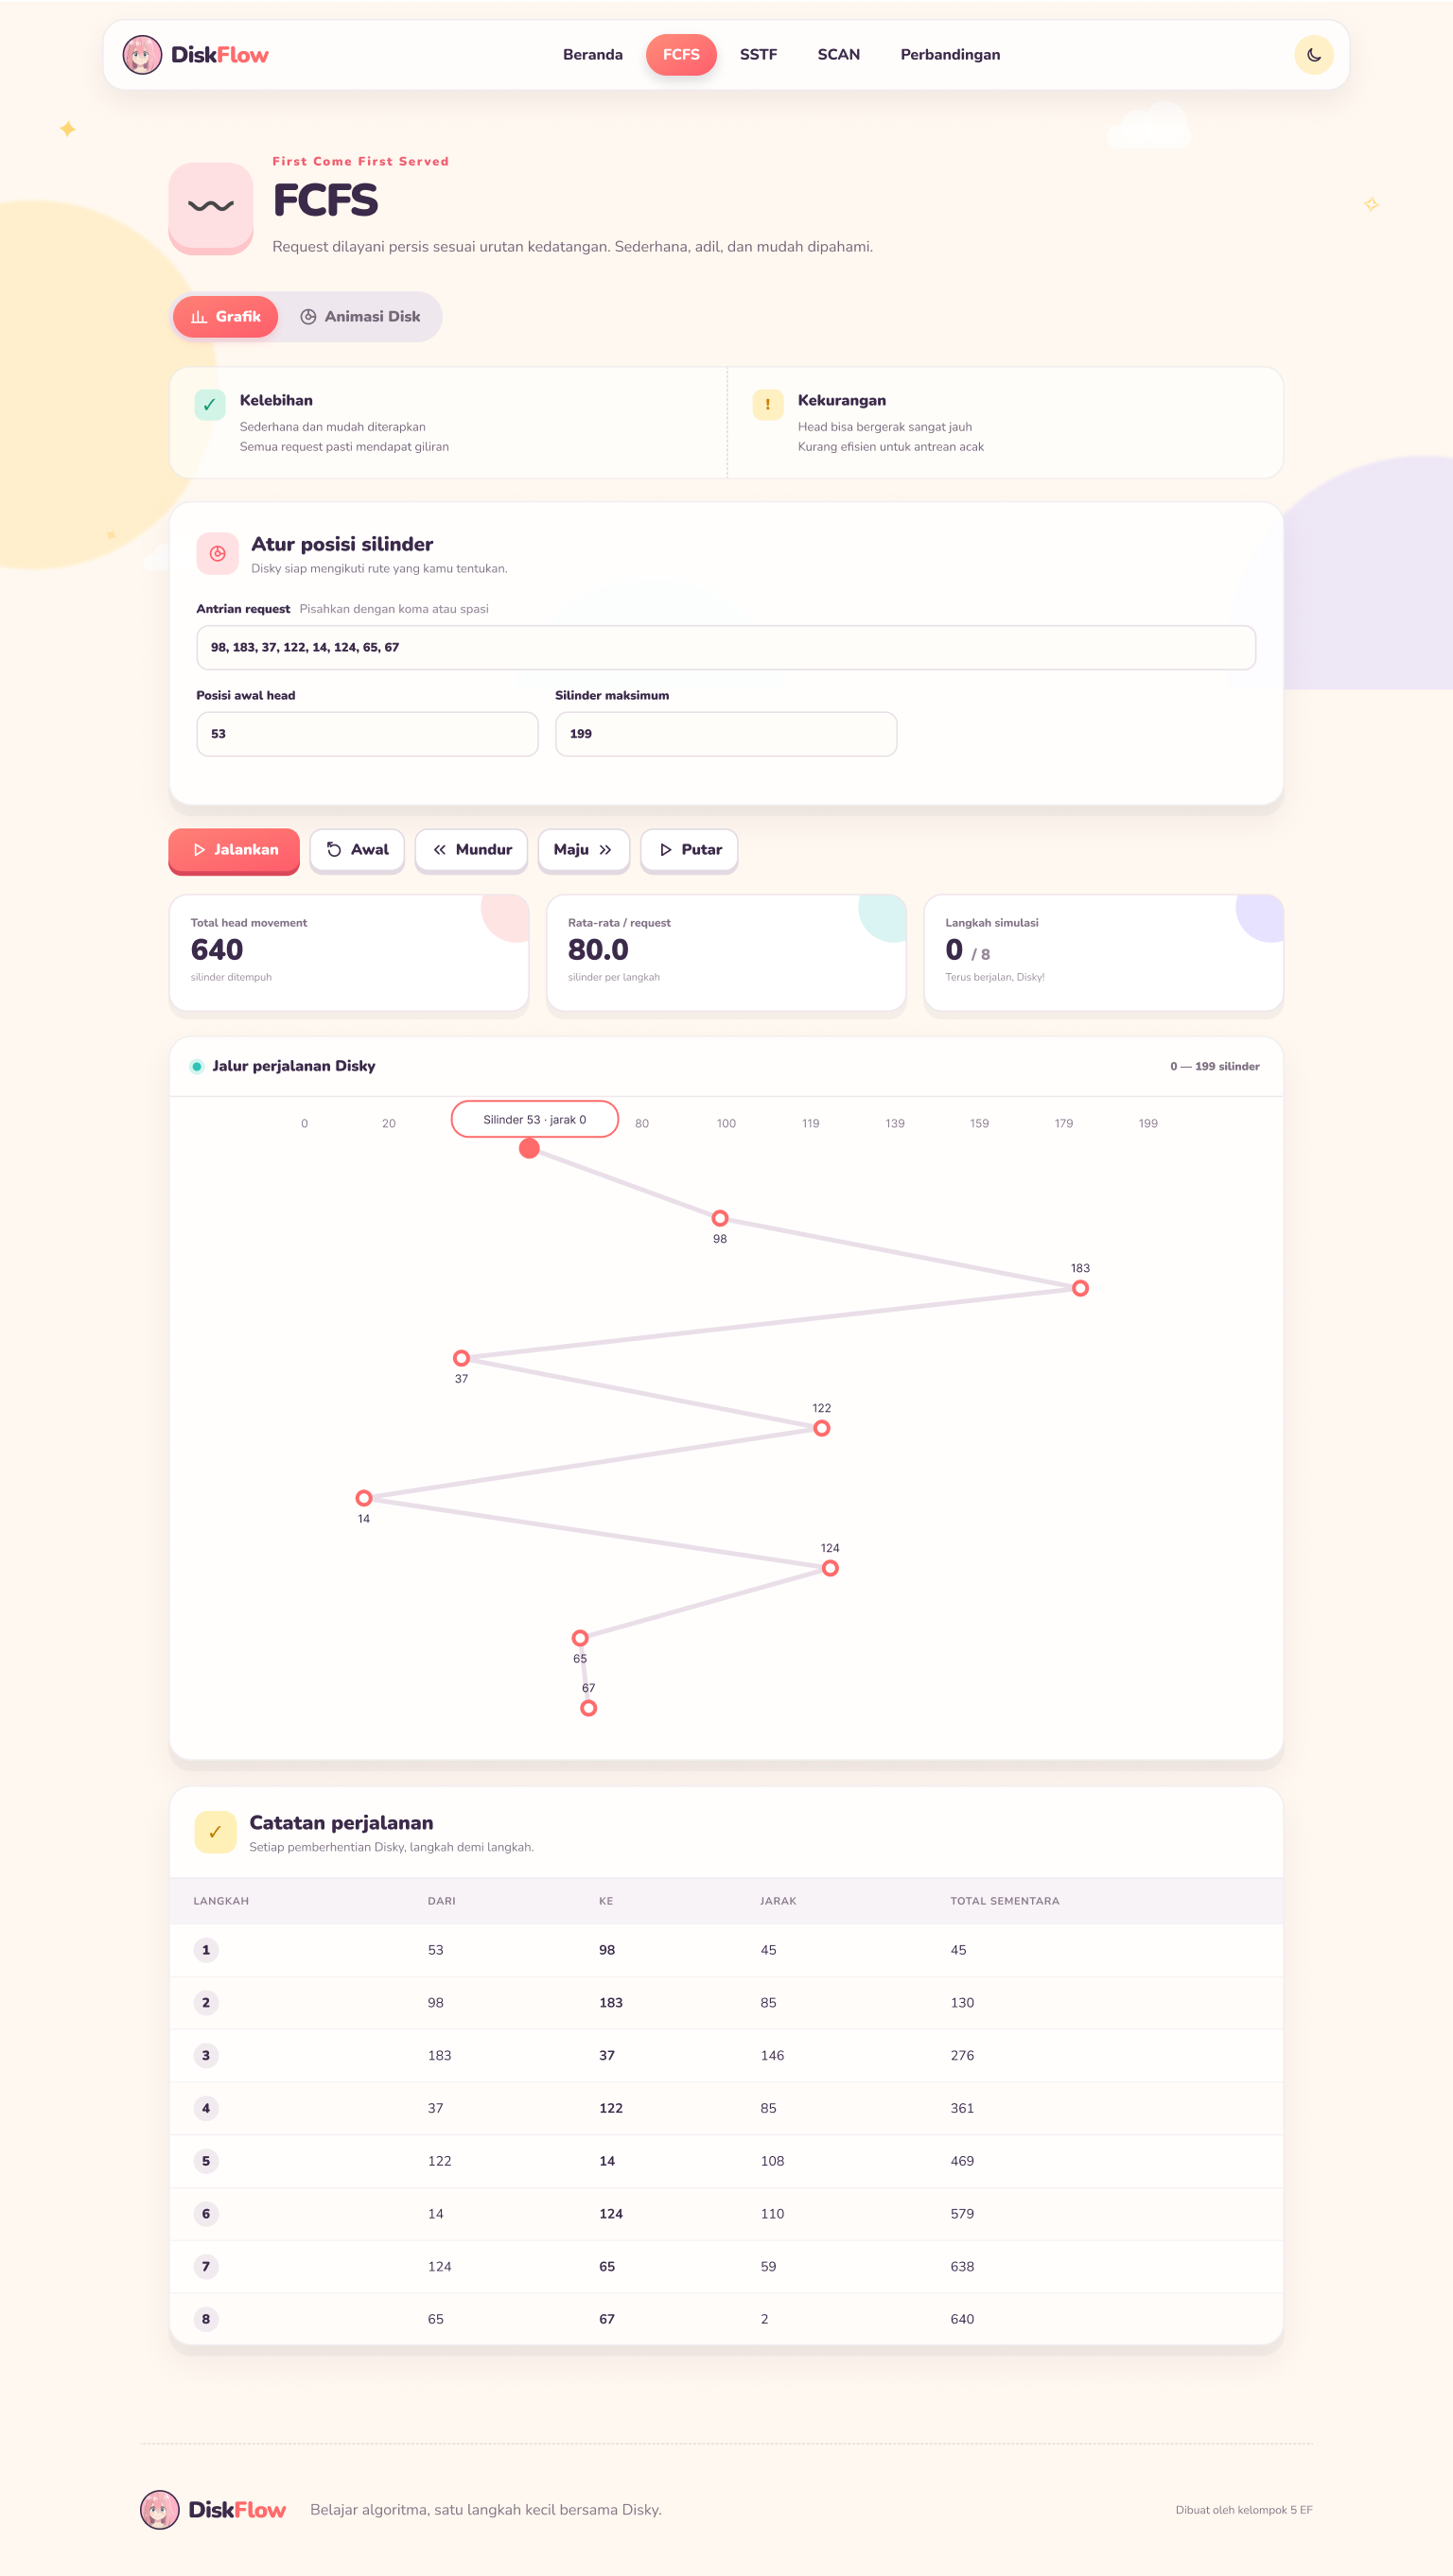 DiskFlow
Beranda FCFS SSTF SCAN Perbandingan
First Come First Served
FCFS
Request dilayani persis sesuai urutan kedatangan. Sederhana, adil, dan mudah dipahami.
Grafik Animasi Disk
Kelebihan
Sederhana dan mudah diterapkan
Semua request pasti mendapat giliran
Kekurangan
Head bisa bergerak sangat jauh
Kurang efisien untuk antrean acak
Atur posisi silinder
Disky siap mengikuti rute yang kamu tentukan.
Antrian request Pisahkan dengan koma atau spasi
98, 183, 37, 122, 14, 124, 65, 67
Posisi awal head Silinder maksimum
53 199
Jalankan Awal Mundur Maju Putar
Total head movement
640
silinder ditempuh
Rata-rata / request
80.0
silinder per langkah
Langkah simulasi
0 / 8
Terus berjalan, Disky!
Jalur perjalanan Disky 0 — 199 silinder
0 20 Silinder 53 · jarak 0 80 100 119 139 159 179 199
98
183
37
122
14
124
65
67
Catatan perjalanan
Setiap pemberhentian Disky, langkah demi langkah.
LANGKAH DARI KE JARAK TOTAL SEMENTARA
1 53 98 45 45
2 98 183 85 130
3 183 37 146 276
4 37 122 85 361
5 122 14 108 469
6 14 124 110 579
7 124 65 59 638
8 65 67 2 640
DiskFlow Belajar algoritma, satu langkah kecil bersama Disky. Dibuat oleh kelompok 5 EF